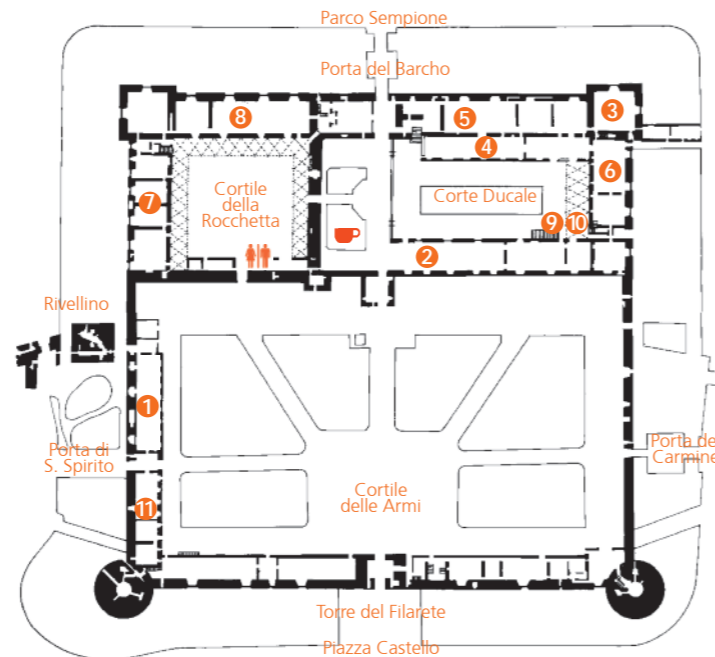 Parco Sempione
Porta del Barcho
8
5
3
4
6
7
Cortile
della
Rocchetta
Corte Ducale
9
10
2
Rivellino
1
Porta di
S. Spirito
Porta de
Carmine
11
Cortile
delle Armi
Torre del Filarete
Piazza Castello